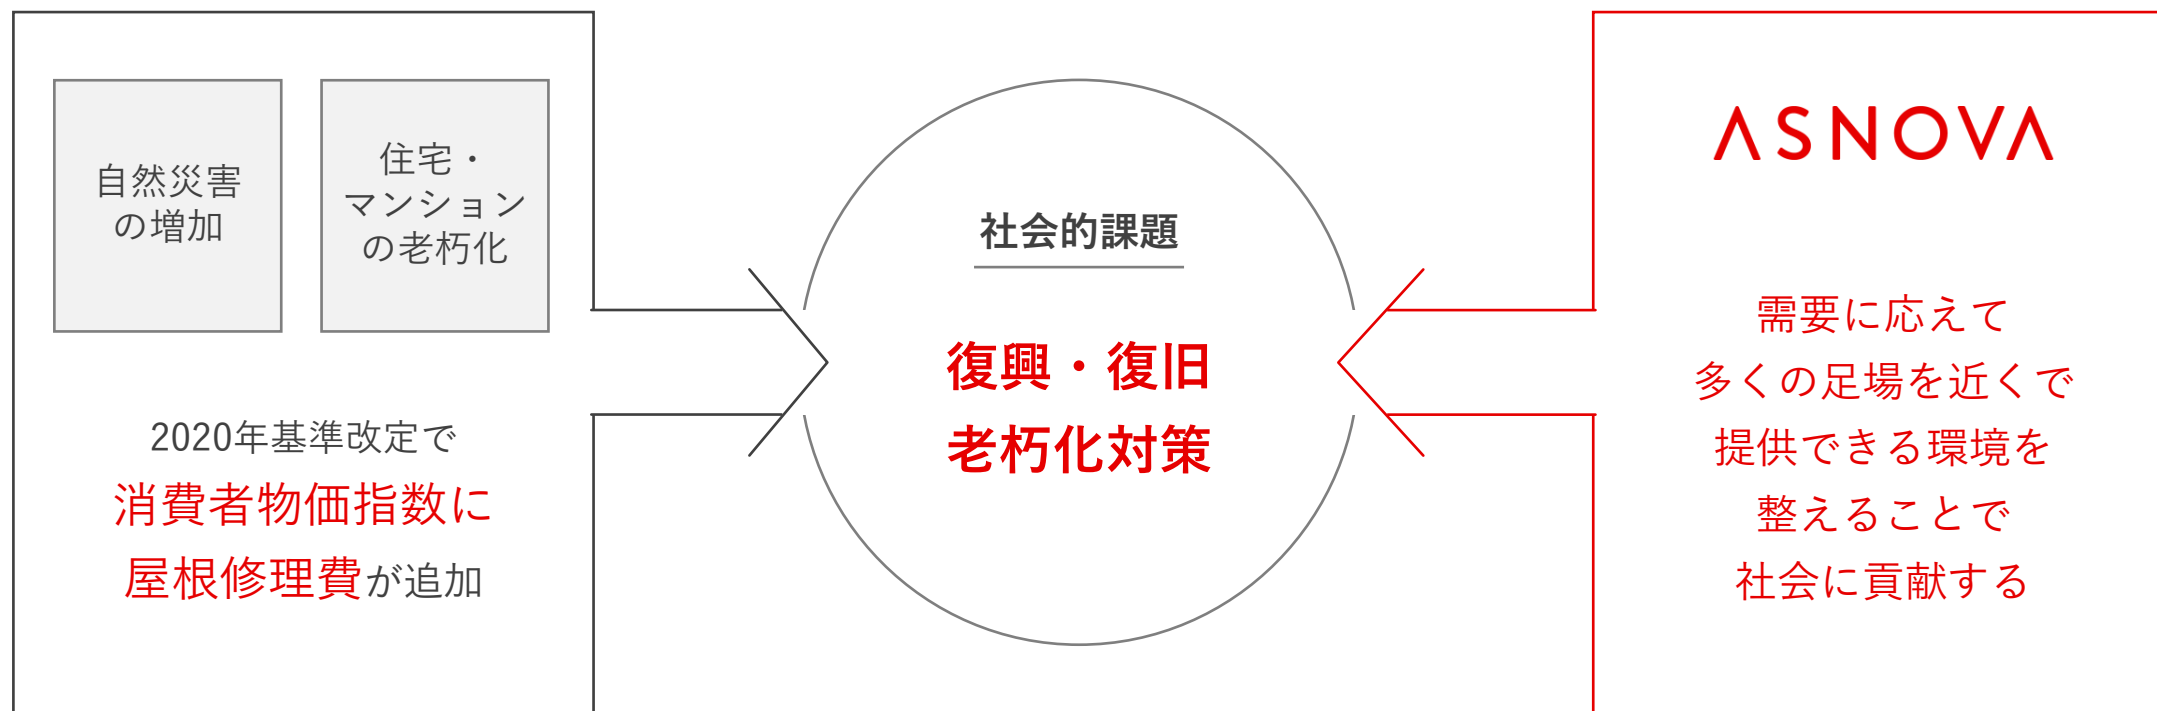 自然災害
の増加
住宅・
マンション
の老朽化
2020年基準改定で
消費者物価指数に
屋根修理費が追加
社会的課題
復興・復旧
老朽化対策
ASNOVA
需要に応えて
多くの足場を近くで
提供できる環境を
整えることで
社会に貢献する